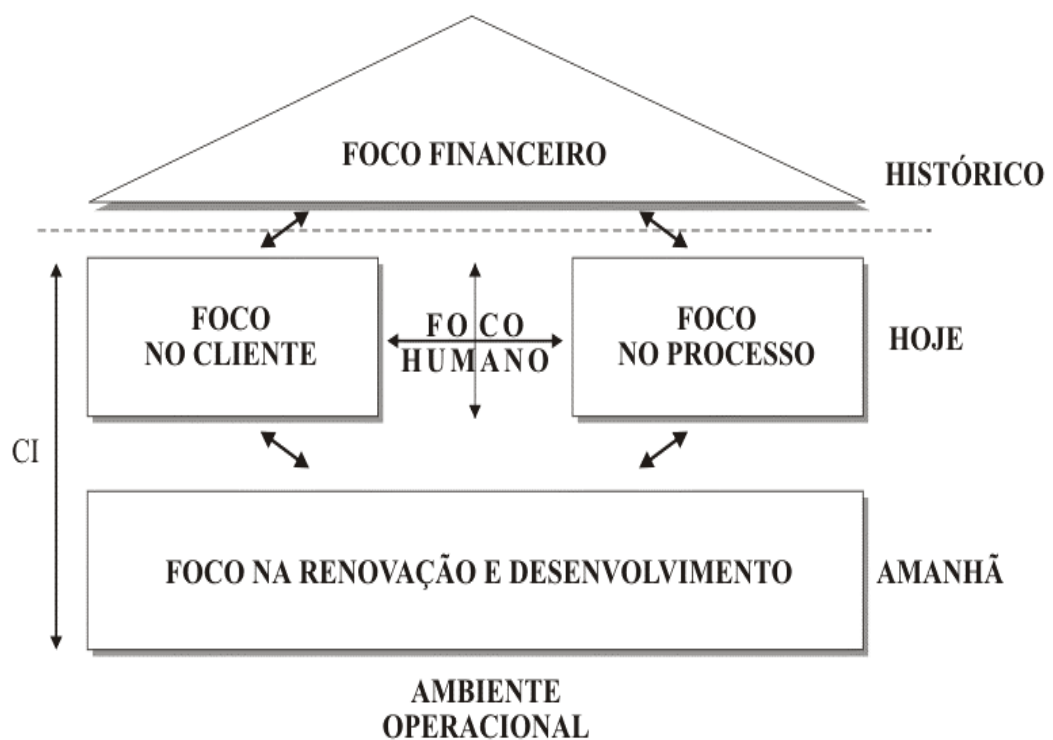 FOCO FINANCEIRO
HISTÓRICO
FOCO
NO CLIENTE
FOCO
HUMANO
FOCO
NO PROCESSO
HOJE
CI
FOCO NA RENOVAÇÃO E DESENVOLVIMENTO
AMANHÃ
AMBIENTE
OPERACIONAL